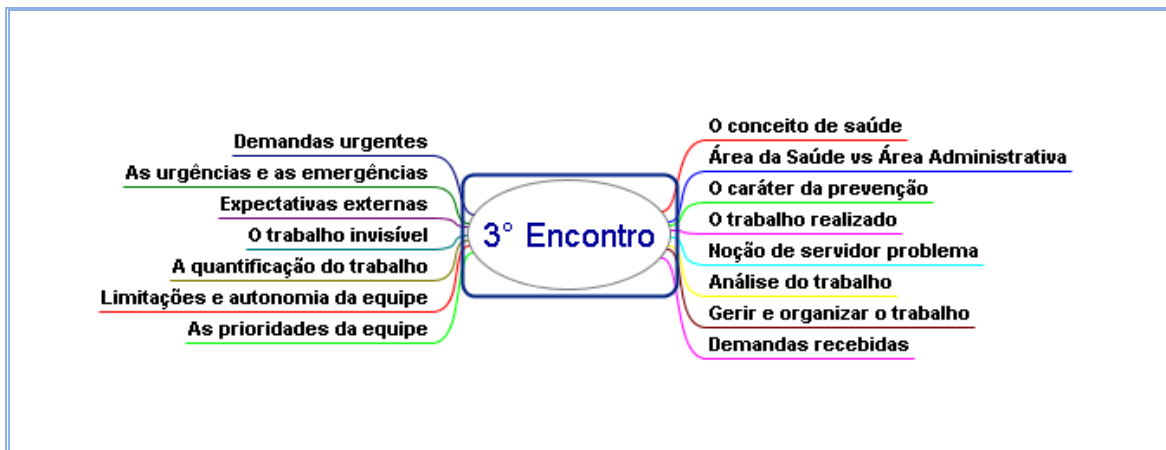 Demandas urgentes
As urgências e as emergências
Expectativas externas
O trabalho invisível
A quantificação do trabalho
Limitações e autonomia da equipe
As prioridades da equipe
3° Encontro
O conceito de saúde
Área da Saúde vs Área Administrativa
O caráter da prevenção
O trabalho realizado
Noção de servidor problema
Análise do trabalho
Gerir e organizar o trabalho
Demandas recebidas